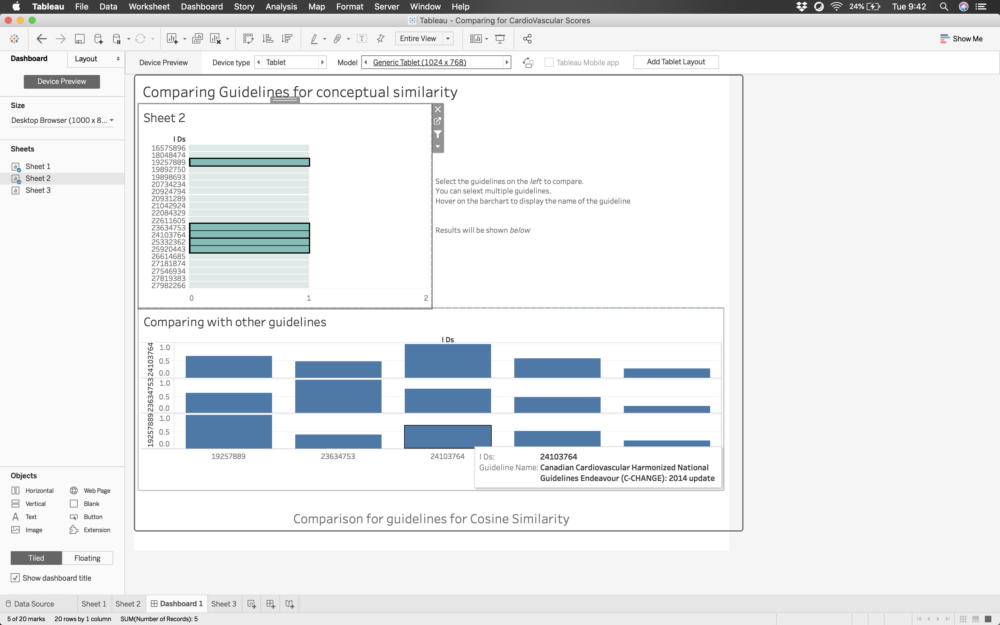 Tableau File Data Worksheet Dashboard Story Analysis Map Format Server Window Help 24% Tue 9:42
Tableau - Comparing for CardioVascular Scores
Entire View Show Me
Dashboard Layout Device Preview Device type Tablet Model Generic Tablet (1024 x 768) Tableau Mobile app Add Tablet Layout
Device Preview
Size
Desktop Browser (1000 x 8...
Sheets
Sheet 1
Sheet 2
Sheet 3
Comparing Guidelines for conceptual similarity
Sheet 2
I Ds
16575896
18048474
19257889
19892750
19898693
20734234
20924794
20931289
21042924
22084329
22611605
23634753
24103764
25332362
25920443
26614685
27181874
27546934
27819383
27982266
0 1 2
Select the guidelines on the left to compare.
You can selext multiple guidelines.
Hover on the barchart to display the name of the guideline
Results will be shown below
Comparing with other guidelines
I Ds
24103764
1.0
0.5
0.0
23634753
1.0
0.5
0.0
19257889
1.0
0.5
0.0
19257889 23634753 24103764
I Ds: 24103764
Guideline Name: Canadian Cardiovascular Harmonized National
Guidelines Endeavour (C-CHANGE): 2014 update
Comparison for guidelines for Cosine Similarity
Objects
Horizontal Web Page
Vertical Blank
Text Button
Image Extension
Tiled Floating
Show dashboard title
Data Source Sheet 1 Sheet 2 Dashboard 1 Sheet 3
5 of 20 marks 20 rows by 1 column SUM(Number of Records): 5